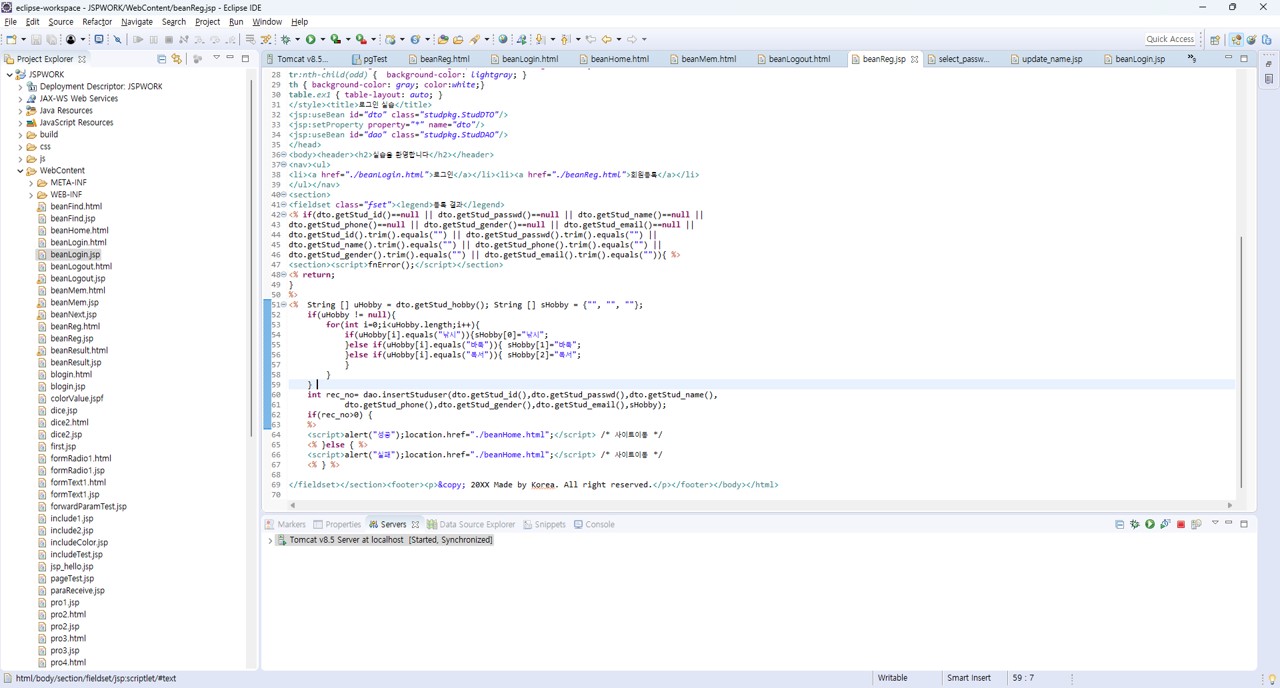 eclipse-workspace - JSPWORK/WebContent/beanReg.jsp - Eclipse IDE
File Edit Source Refactor Navigate Search Project Run Window Help
Quick Access
Project Explorer
Tomcat v8.5... pgTest beanReg.html beanLogin.html beanHome.html beanMem.html beanLogout.html beanReg.jsp select_passw... update_name.jsp beanLogin.jsp
JSPWORK
Deployment Descriptor: JSPWORK
JAX-WS Web Services
Java Resources
JavaScript Resources
build
css
js
WebContent
META-INF
WEB-INF
beanFind.html
beanFind.jsp
beanHome.html
beanLogin.html
beanLogin.jsp
beanLogout.html
beanLogout.jsp
beanMem.html
beanMem.jsp
beanNext.jsp
beanReg.html
beanReg.jsp
beanResult.html
beanResult.jsp
blogin.html
blogin.jsp
colorValue.jspf
dice.jsp
dice2.html
dice2.jsp
first.jsp
formRadio1.html
formRadio1.jsp
formText1.html
formText1.jsp
forwardParamTest.jsp
include1.jsp
include2.jsp
includeColor.jsp
includeTest.jsp
jsp_hello.jsp
pageTest.jsp
paraReceive.jsp
pro1.jsp
pro2.html
pro2.jsp
pro3.html
pro3.jsp
pro4.html
28 tr:nth-child(odd) { background-color: lightgray; }
29 th { background-color: gray; color:white;}
30 table.ex1 { table-layout: auto; }
31 </style><title>로그인 실습</title>
32 <jsp:useBean id="dto" class="studpkg.StudDTO"/>
33 <jsp:setProperty property="*" name="dto"/>
34 <jsp:useBean id="dao" class="studpkg.StudDAO"/>
35 </head>
36 <body><header><h2>실습을 환영합니다</h2></header>
37 <nav><ul>
38 <li><a href="./beanLogin.html">로그인</a></li><li><a href="./beanReg.html">회원등록</a></li>
39 </ul></nav>
40 <section>
41 <fieldset class="fset"><legend>등록 결과</legend>
42 <% if(dto.getStud_id()==null || dto.getStud_passwd()==null || dto.getStud_name()==null ||
43 dto.getStud_phone()==null || dto.getStud_gender()==null || dto.getStud_email()==null ||
44 dto.getStud_id().trim().equals("") || dto.getStud_passwd().trim().equals("") ||
45 dto.getStud_name().trim().equals("") || dto.getStud_phone().trim().equals("") ||
46 dto.getStud_gender().trim().equals("") || dto.getStud_email().trim().equals("")){ %>
47 <section><script>fnError();</script></section>
48 <% return;
49 }
50 %>
51 <% String [] uHobby = dto.getStud_hobby(); String [] sHobby = {"", "", ""};
52 if(uHobby != null){
53 for(int i=0;i<uHobby.length;i++){
54 if(uHobby[i].equals("낚시")){sHobby[0]="낚시";
55 }else if(uHobby[i].equals("바둑")){ sHobby[1]="바둑";
56 }else if(uHobby[i].equals("독서")){ sHobby[2]="독서";
57 }
58 }
59 }
60 int rec_no= dao.insertStuduser(dto.getStud_id(),dto.getStud_passwd(),dto.getStud_name(),
61 dto.getStud_phone(),dto.getStud_gender(),dto.getStud_email(),sHobby);
62 if(rec_no>0) {
63 %>
64 <script>alert("성공");location.href="./beanHome.html";</script> /* 사이트이동 */
65 <% }else { %>
66 <script>alert("실패");location.href="./beanHome.html";</script> /* 사이트이동 */
67 <% } %>
68
69 </fieldset></section><footer><p>&copy; 20XX Made by Korea. All right reserved.</p></footer></body></html>
70
Markers Properties Servers Data Source Explorer Snippets Console
Tomcat v8.5 Server at localhost [Started, Synchronized]
html/body/section/fieldset/jsp:scriptlet/#text
Writable Smart Insert 59 : 7